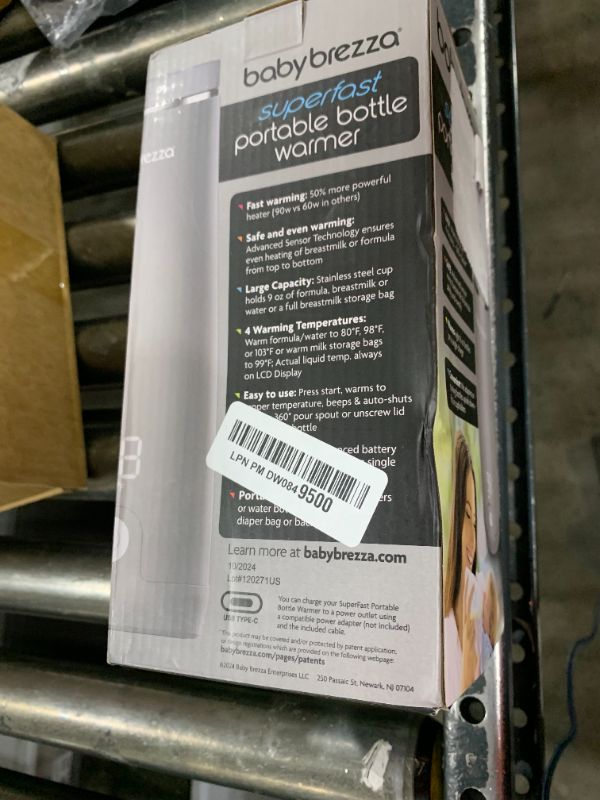 baby brezza
superfast
portable bottle
warmer
ezza
Fast warming: 50% more powerful
heater (90w vs 60w in others)
Safe and even warming:
Advanced Sensor Technology ensures
even heating of breastmilk or formula
from top to bottom
Large Capacity: Stainless steel cup
holds 9 oz of formula, breastmilk or
water or a full breastmilk storage bag
4 Warming Temperatures:
Warm formula/water to 80°F, 98°F,
or 103°F or warm milk storage bags
to 99°F; Actual liquid temp. always
on LCD Display
Easy to use: Press start, warms to
temperature, beeps & auto-shuts
360° pour spout or unscrew lid
battery
single
LPN PM DW0849500
or water
diaper bag or
Learn more at babybrezza.com
10/2024
Lot#120271US
USB TYPE-C
You can charge your SuperFast Portable
Bottle Warmer to a power outlet using
a compatible power adapter (not included)
and the included cable.
The product may be covered and/or protected by patent application,
or design registrations which are provided on the following webpage:
babybrezza.com/pages/patents
©2024 Baby Brezza Enterprises LLC 250 Passaic St, Newark, NJ 07104